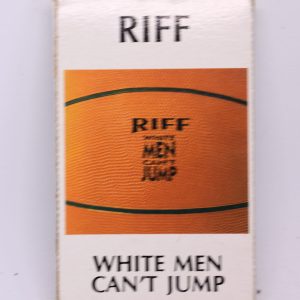 RIFF
RIFF
WHITE
MEN
CAN'T
JUMP
WHITE MEN
CAN'T JUMP